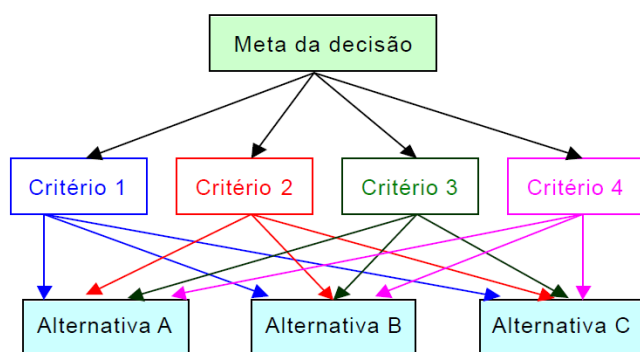 Meta da decisão
Critério 1
Critério 2
Critério 3
Critério 4
Alternativa A
Alternativa B
Alternativa C